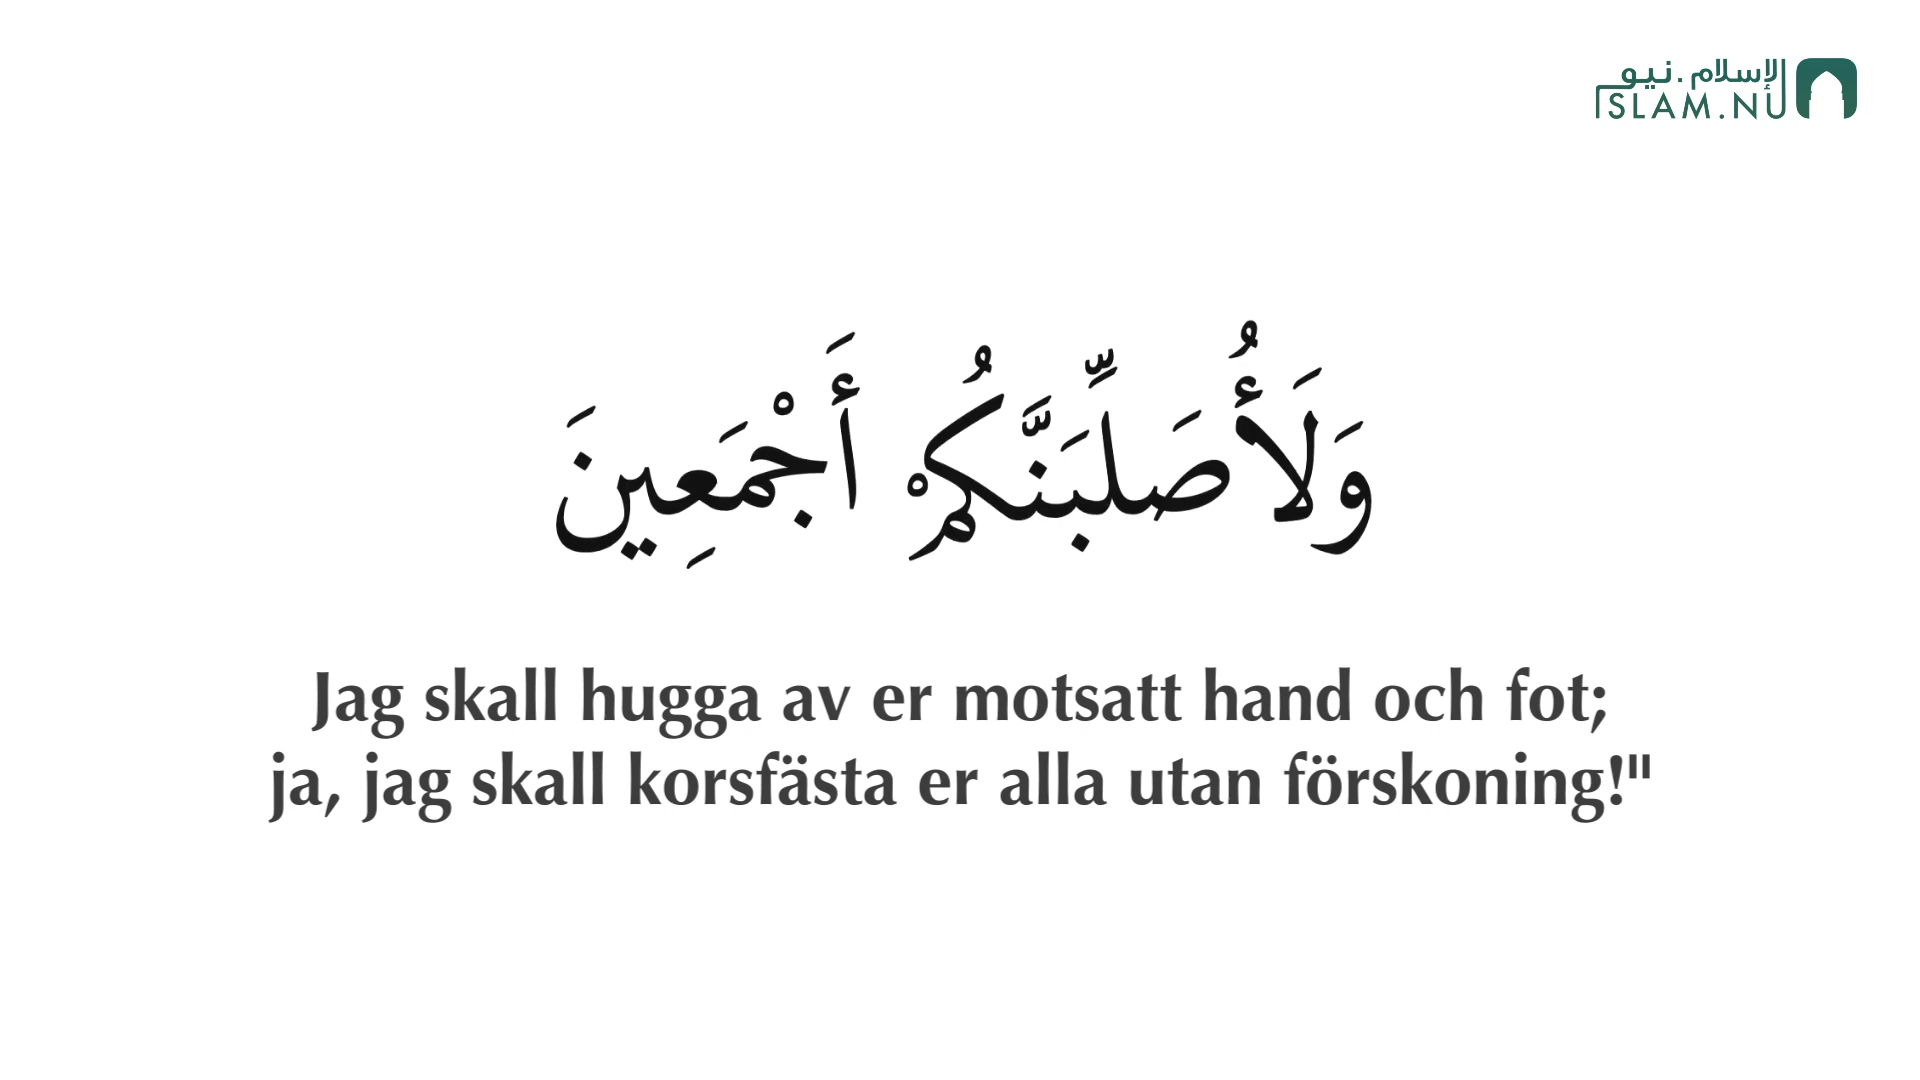 الإسلام.نيو
ISLAM.NU
وَلَأُصَلِّبَنَّكُمْ أَجْمَعِينَ
Jag skall hugga av er motsatt hand och fot;
ja, jag skall korsfästa er alla utan förskoning!"